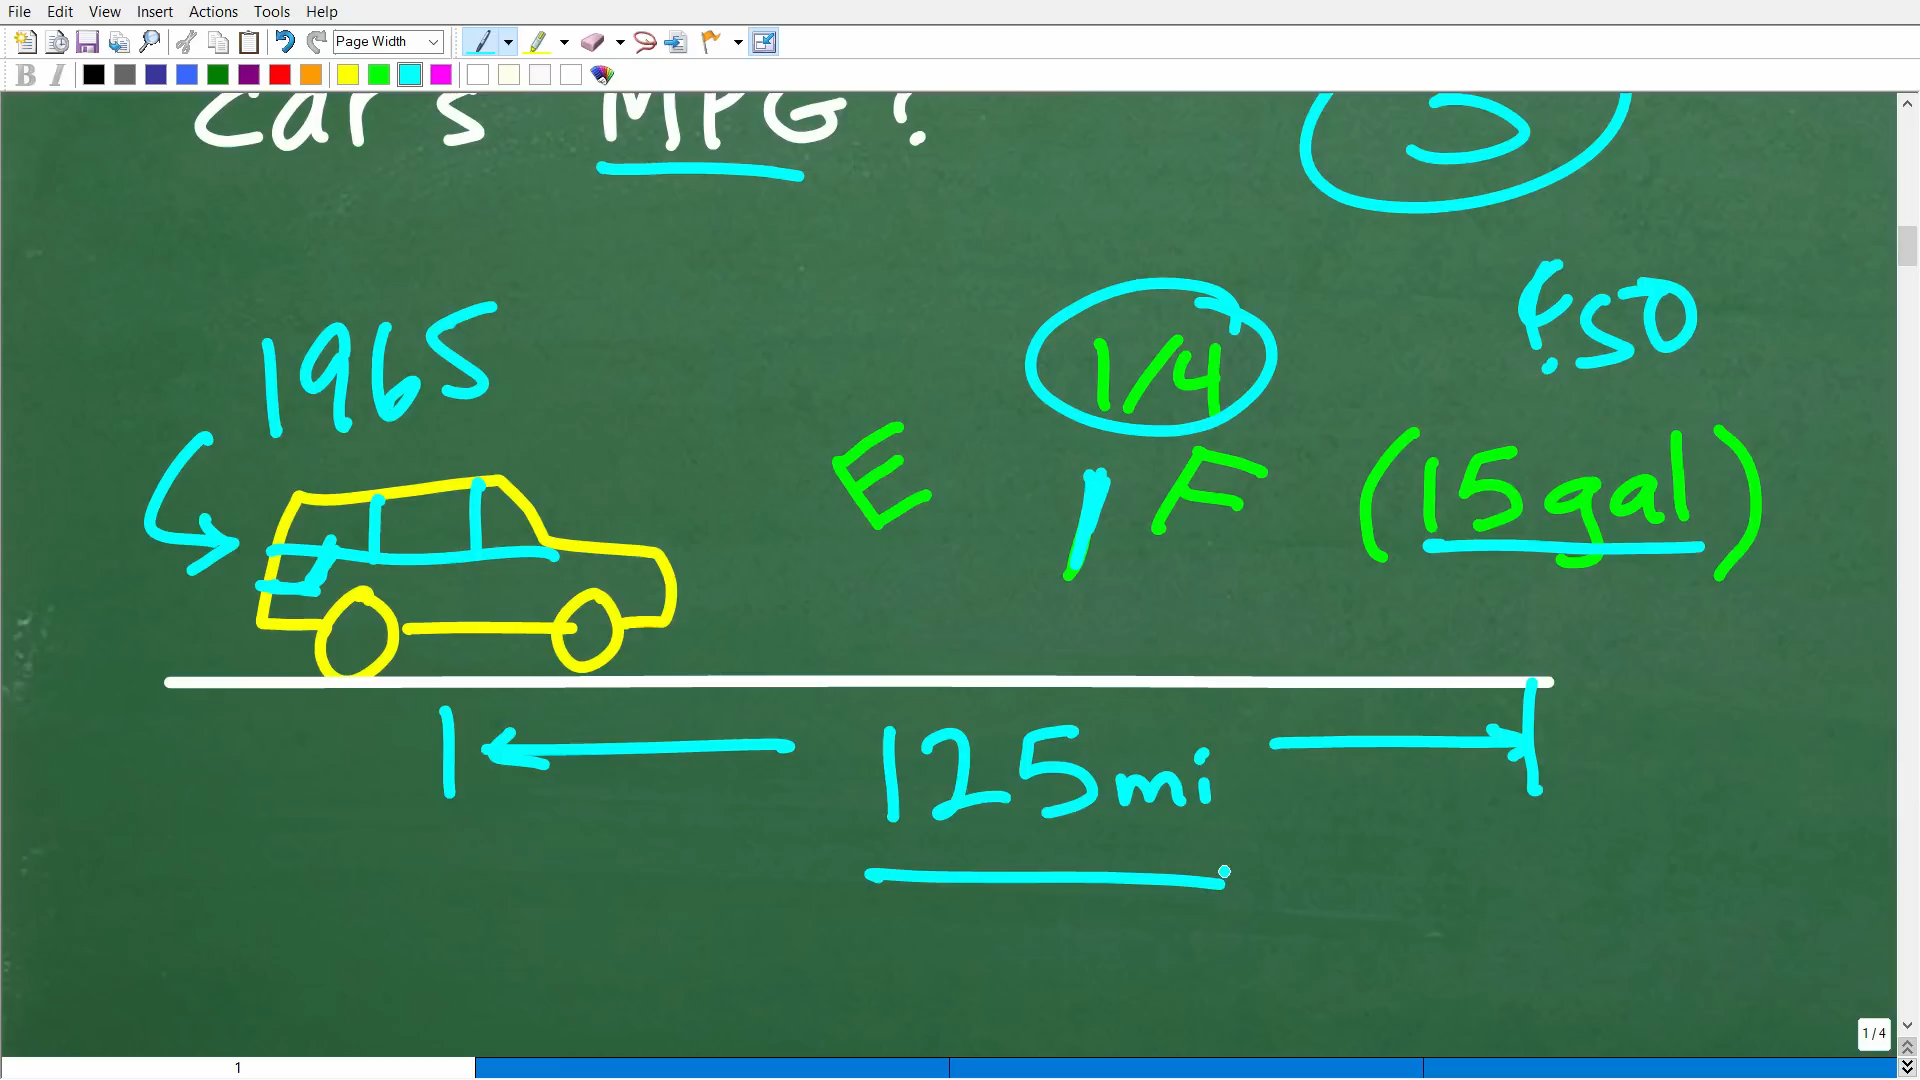 File Edit View Insert Actions Tools Help
Page Width
B I
car's MPG?
1965
1/4
.50
E F (15gal)
125mi
1 / 4
1